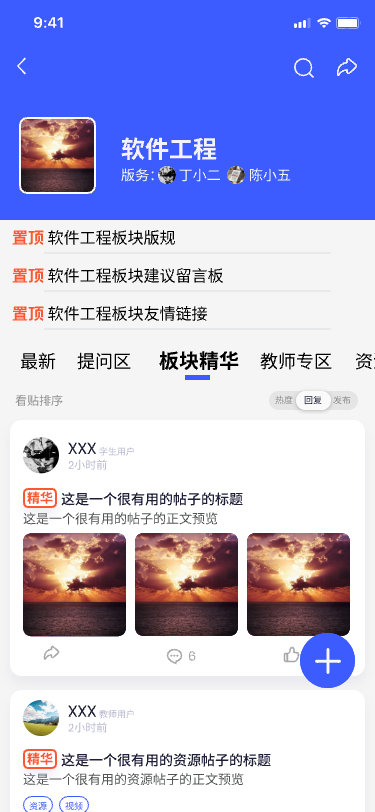 9:41
软件工程
版务: 丁小二 陈小五
置顶 软件工程板块版规
置顶 软件工程板块建议留言板
置顶 软件工程板块友情链接
最新 提问区 板块精华 教师专区
看贴排序 热度 回复 发布
XXX 学生用户
2小时前
精华 这是一个很有用的帖子的标题
这是一个很有用的帖子的正文预览
6
XXX 教师用户
2小时前
精华 这是一个很有用的资源帖子的标题
这是一个很有用的资源帖子的正文预览
资源 视频